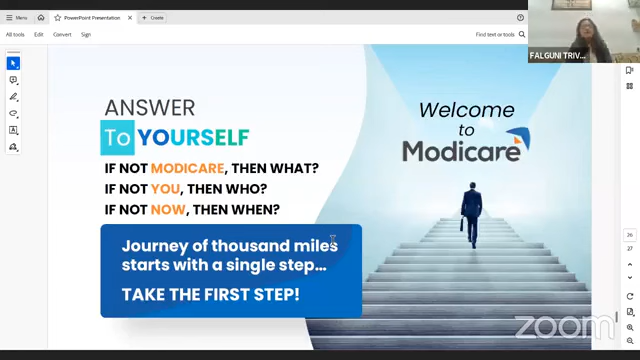 Menu
PowerPoint Presentation
Create
All tools
Edit
Convert
Sign
Find text or tools
FALGUNI TRIV...
ANSWER
To YOURSELF
IF NOT MODICARE, THEN WHAT?
IF NOT YOU, THEN WHO?
IF NOT NOW, THEN WHEN?
Journey of thousand miles
starts with a single step...
TAKE THE FIRST STEP!
Welcome
to
Modicare
26
27
zoom